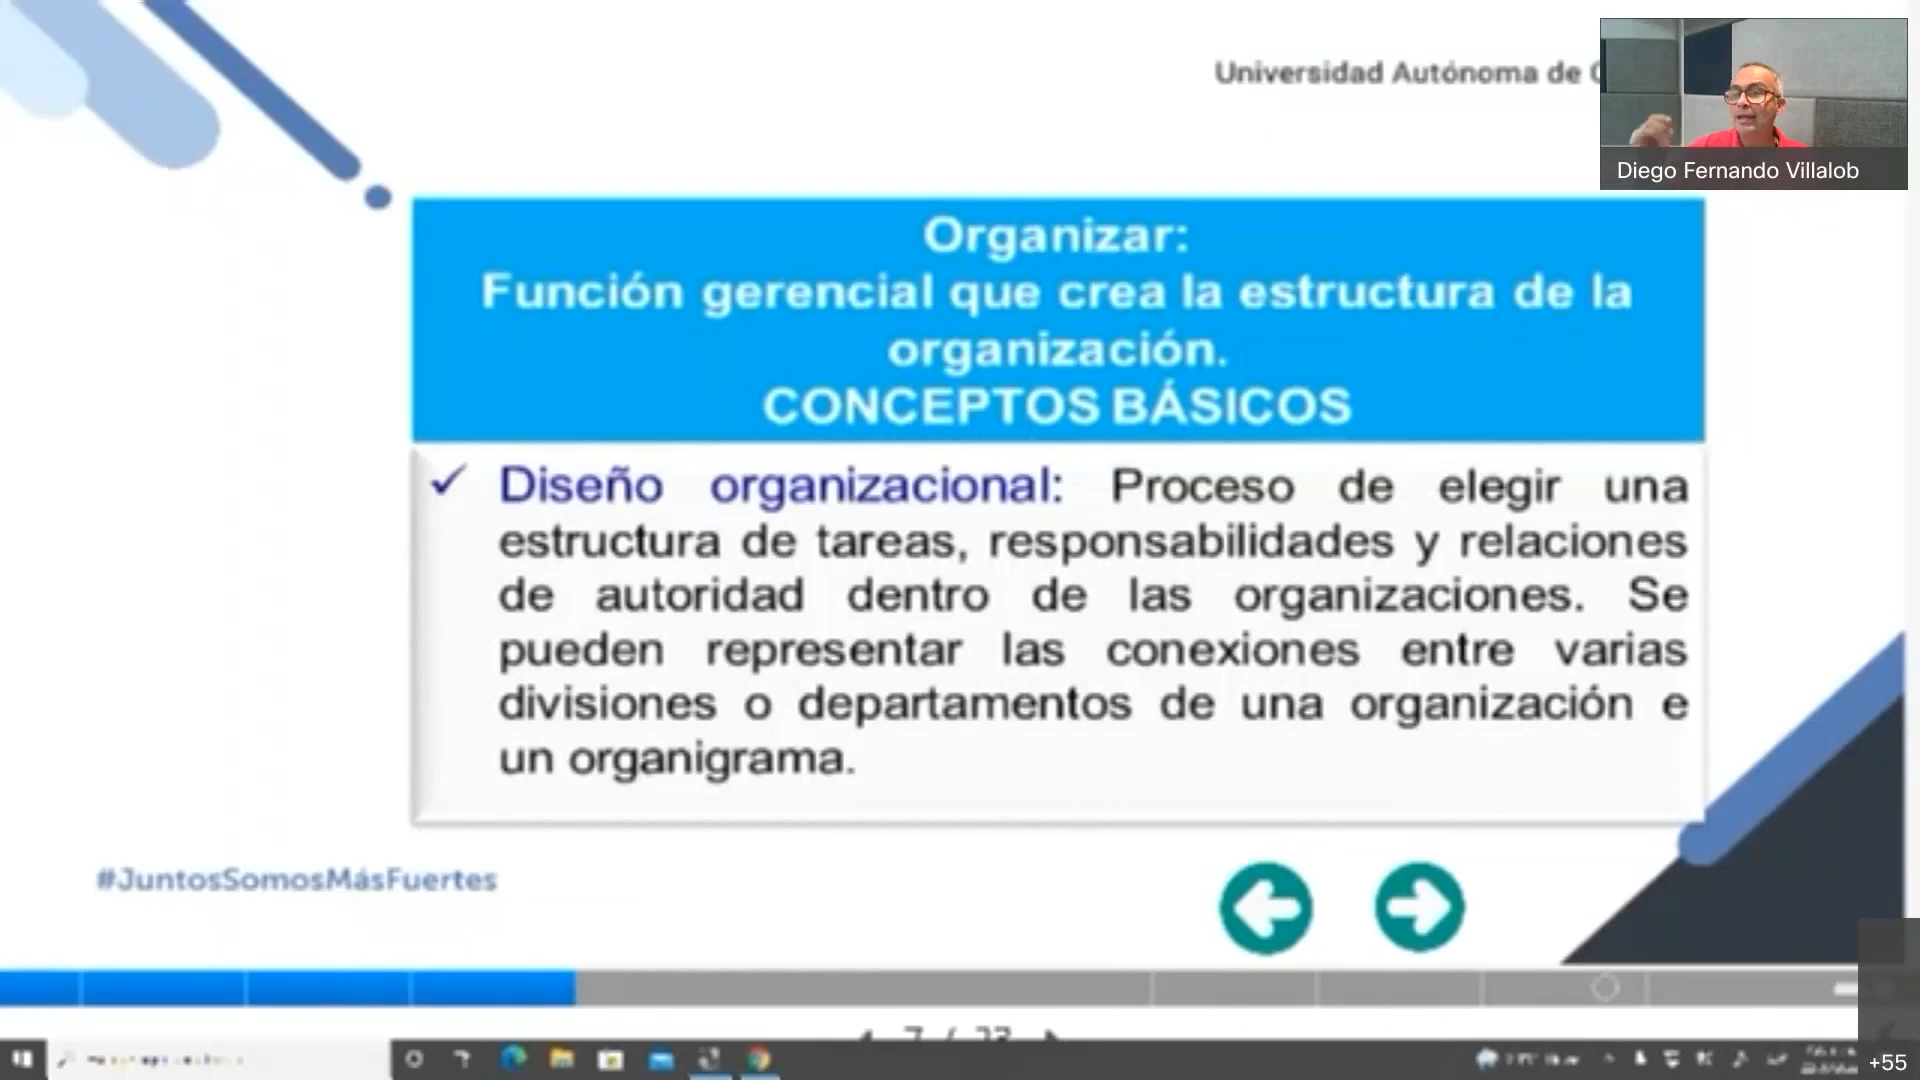 Universidad Autónoma de
Diego Fernando Villalob
Organizar:
Función gerencial que crea la estructura de la
organización.
CONCEPTOS BÁSICOS
✓ Diseño organizacional: Proceso de elegir una
estructura de tareas, responsabilidades y relaciones
de autoridad dentro de las organizaciones. Se
pueden representar las conexiones entre varias
divisiones o departamentos de una organización e
un organigrama.
#JuntosSomosMásFuertes
7 / 23
+55